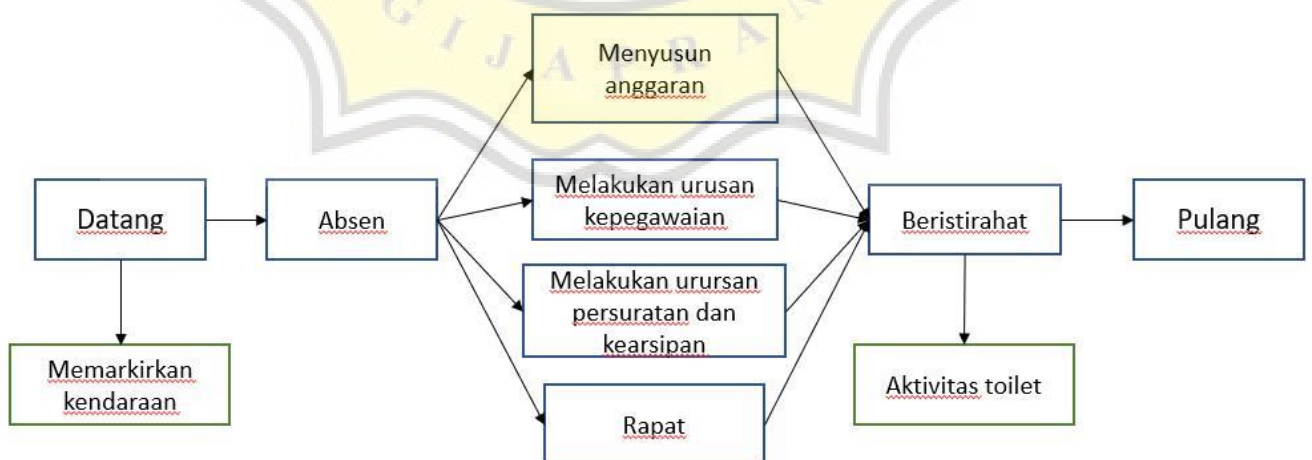 GIJAPRAN
Menyusun
anggaran
Melakukan urusan
kepegawaian
Datang
Absen
Beristirahat
Pulang
Melakukan urursan
persuratan dan
kearsipan
Memarkirkan
kendaraan
Aktivitas toilet
Rapat